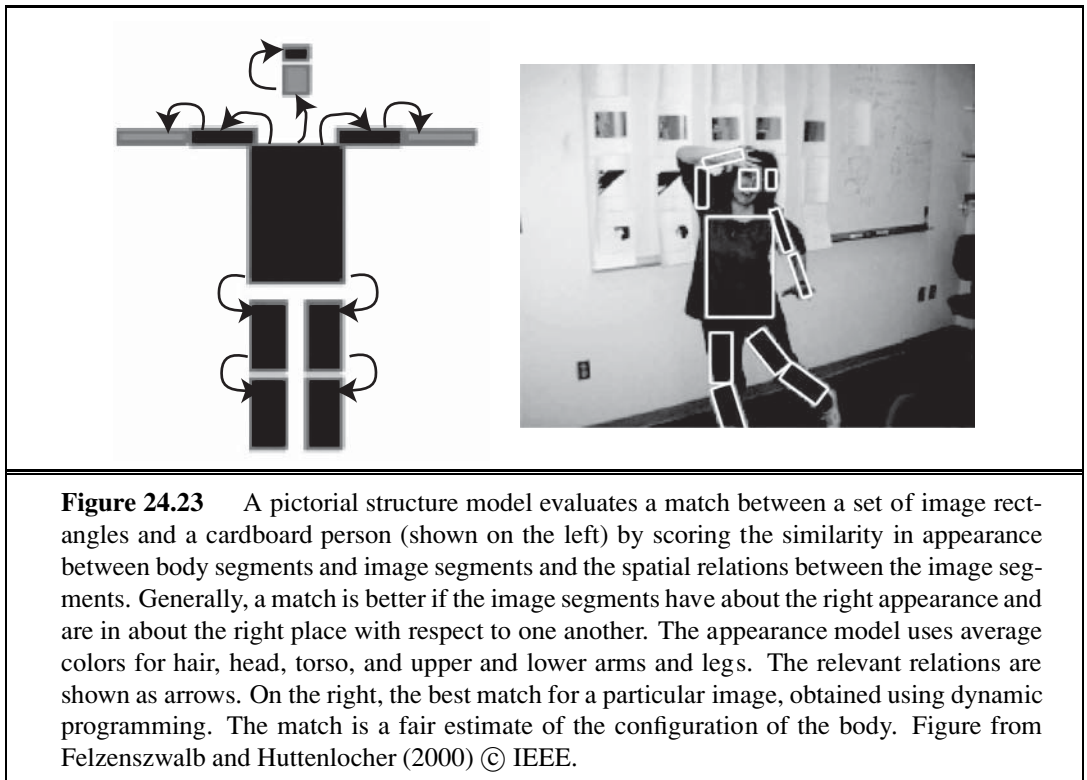 Figure 24.23 A pictorial structure model evaluates a match between a set of image rect-
angles and a cardboard person (shown on the left) by scoring the similarity in appearance
between body segments and image segments and the spatial relations between the image seg-
ments. Generally, a match is better if the image segments have about the right appearance and
are in about the right place with respect to one another. The appearance model uses average
colors for hair, head, torso, and upper and lower arms and legs. The relevant relations are
shown as arrows. On the right, the best match for a particular image, obtained using dynamic
programming. The match is a fair estimate of the configuration of the body. Figure from
Felzenszwalb and Huttenlocher (2000) © IEEE.